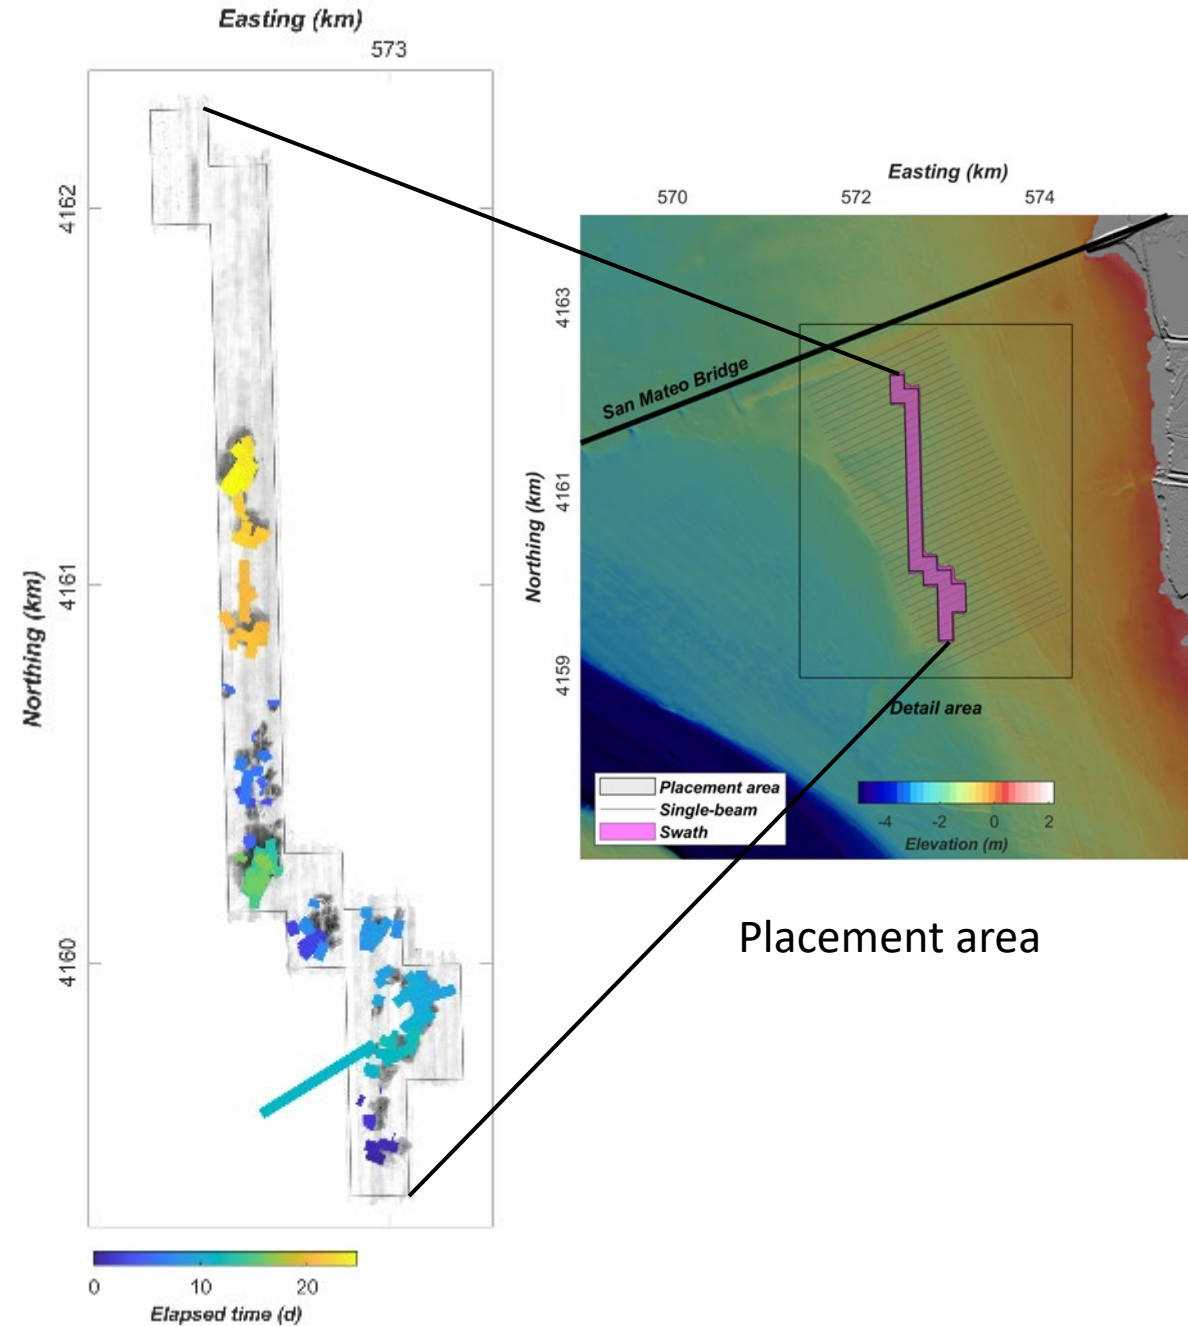 Easting (km)
573
4162
4161
4160
Northing (km)
0 10 20
Elapsed time (d)
Easting (km)
570 572 574
4163
4161
4159
Northing (km)
San Mateo Bridge
Detail area
Placement area
Single-beam
Swath
-4 -2 0 2
Elevation (m)
Placement area